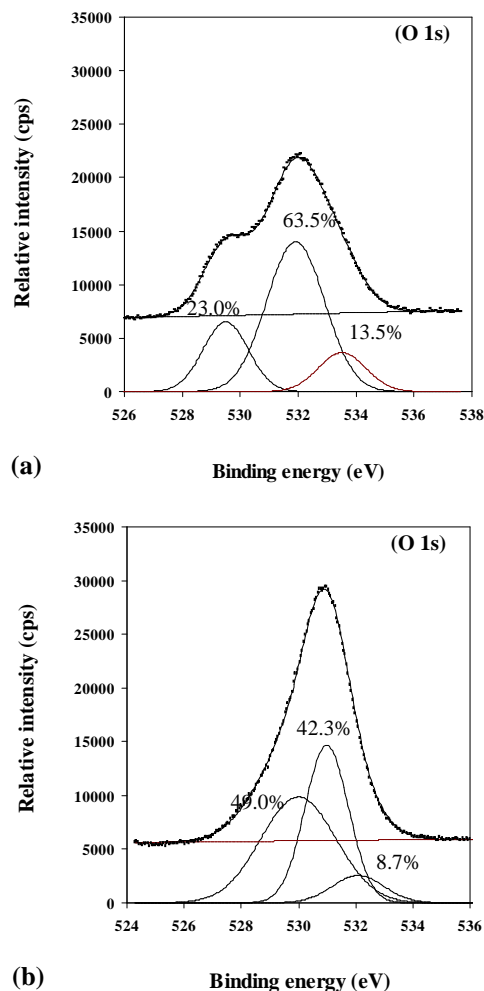 35000
(O 1s)
30000
25000
20000
63.5%
15000
10000
23.0%
13.5%
5000
0
526 528 530 532 534 536 538
Relative intensity (cps)
(a)
Binding energy (eV)
35000
(O 1s)
30000
25000
20000
42.3%
15000
10000
49.0%
8.7%
5000
0
524 526 528 530 532 534 536
Relative intensity (cps)
(b)
Binding energy (eV)